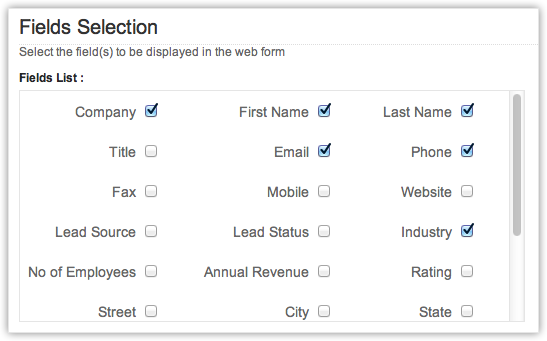 Fields Selection
Select the field(s) to be displayed in the web form
Fields List :
Company First Name Last Name
Title Email Phone
Fax Mobile Website
Lead Source Lead Status Industry
No of Employees Annual Revenue Rating
Street City State